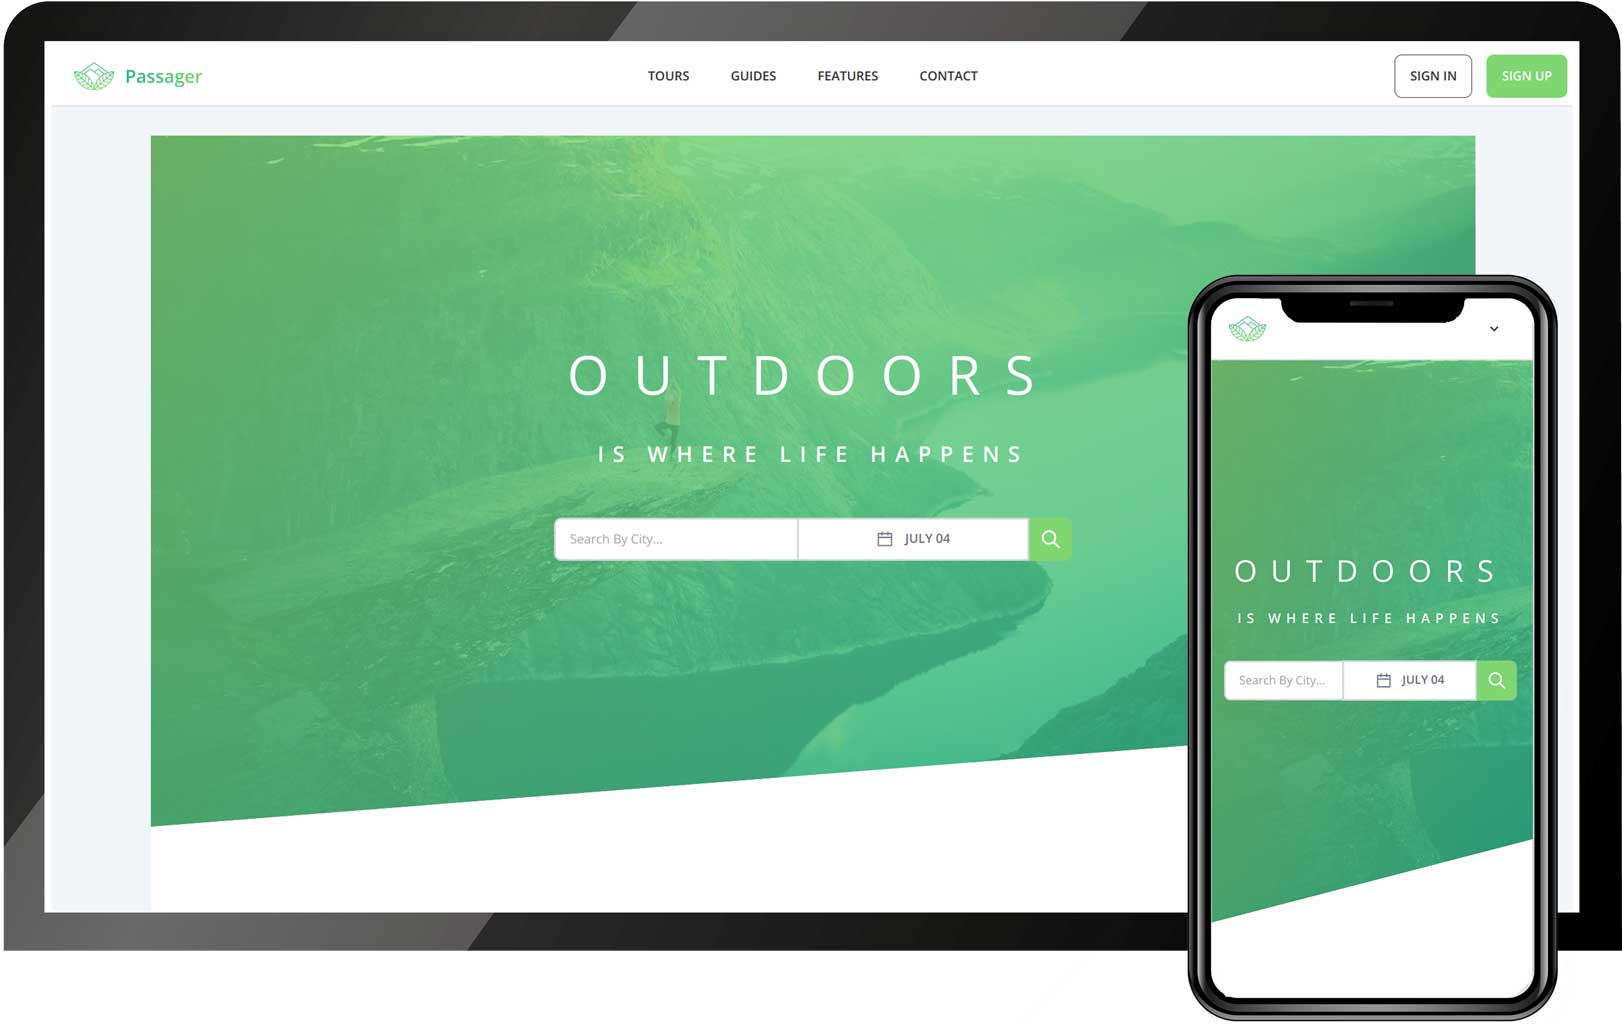 Passager
TOURS GUIDES FEATURES CONTACT
SIGN IN SIGN UP
OUTDOORS
IS WHERE LIFE HAPPENS
Search By City... JULY 04
OUTDOORS
IS WHERE LIFE HAPPENS
Search By City... JULY 04